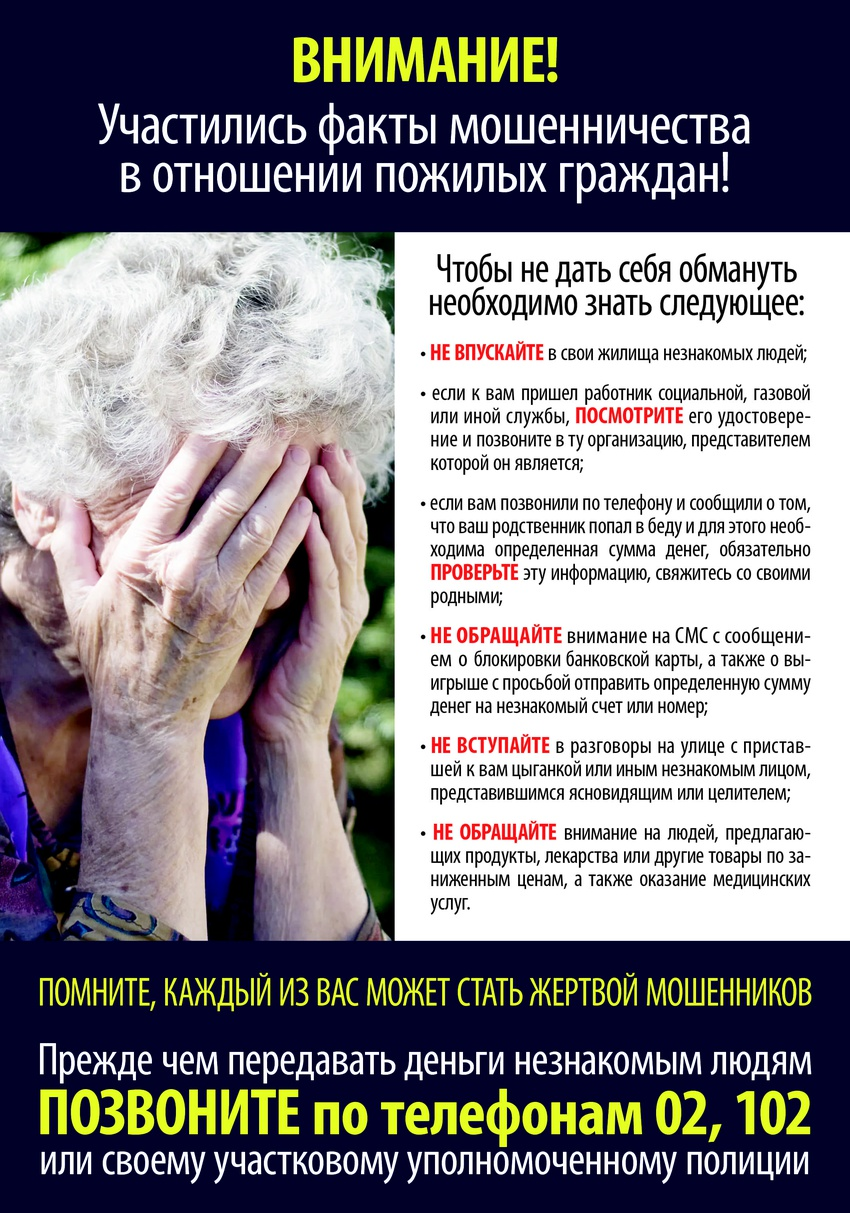 ВНИМАНИЕ!
Участились факты мошенничества
в отношении пожилых граждан!
Чтобы не дать себя обмануть
необходимо знать следующее:
• НЕ ВПУСКАЙТЕ в свои жилища незнакомых людей;
• если к вам пришел работник социальной, газовой
или иной службы, ПОСМОТРИТЕ его удостовере-
ние и позвоните в ту организацию, представителем
которой он является;
• если вам позвонили по телефону и сообщили о том,
что ваш родственник попал в беду и для этого необ-
ходима определенная сумма денег, обязательно
ПРОВЕРЬТЕ эту информацию, свяжитесь со своими
родными;
• НЕ ОБРАЩАЙТЕ внимание на СМС с сообщени-
ем о блокировки банковской карты, а также о вы-
игрыше с просьбой отправить определенную сумму
денег на незнакомый счет или номер;
• НЕ ВСТУПАЙТЕ в разговоры на улице с пристав-
шей к вам цыганкой или иным незнакомым лицом,
представившимся ясновидящим или целителем;
• НЕ ОБРАЩАЙТЕ внимание на людей, предлагаю-
щих продукты, лекарства или другие товары по за-
ниженным ценам, а также оказание медицинских
услуг.
ПОМНИТЕ, КАЖДЫЙ ИЗ ВАС МОЖЕТ СТАТЬ ЖЕРТВОЙ МОШЕННИКОВ
Прежде чем передавать деньги незнакомым людям
ПОЗВОНИТЕ по телефонам 02, 102
или своему участковому уполномоченному полиции